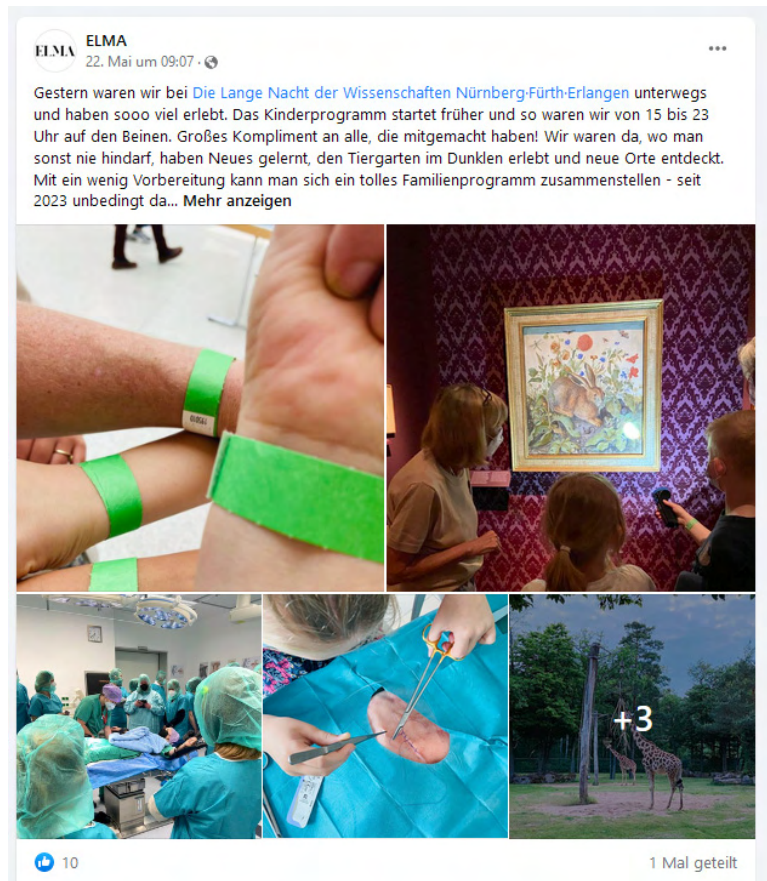 ELMA
ELMA
22. Mai um 09:07 ·
Gestern waren wir bei Die Lange Nacht der Wissenschaften Nürnberg·Fürth·Erlangen unterwegs
und haben sooo viel erlebt. Das Kinderprogramm startet früher und so waren wir von 15 bis 23
Uhr auf den Beinen. Großes Kompliment an alle, die mitgemacht haben! Wir waren da, wo man
sonst nie hindarf, haben Neues gelernt, den Tiergarten im Dunklen erlebt und neue Orte entdeckt.
Mit ein wenig Vorbereitung kann man sich ein tolles Familienprogramm zusammenstellen - seit
2023 unbedingt da... Mehr anzeigen
+3
10
1 Mal geteilt